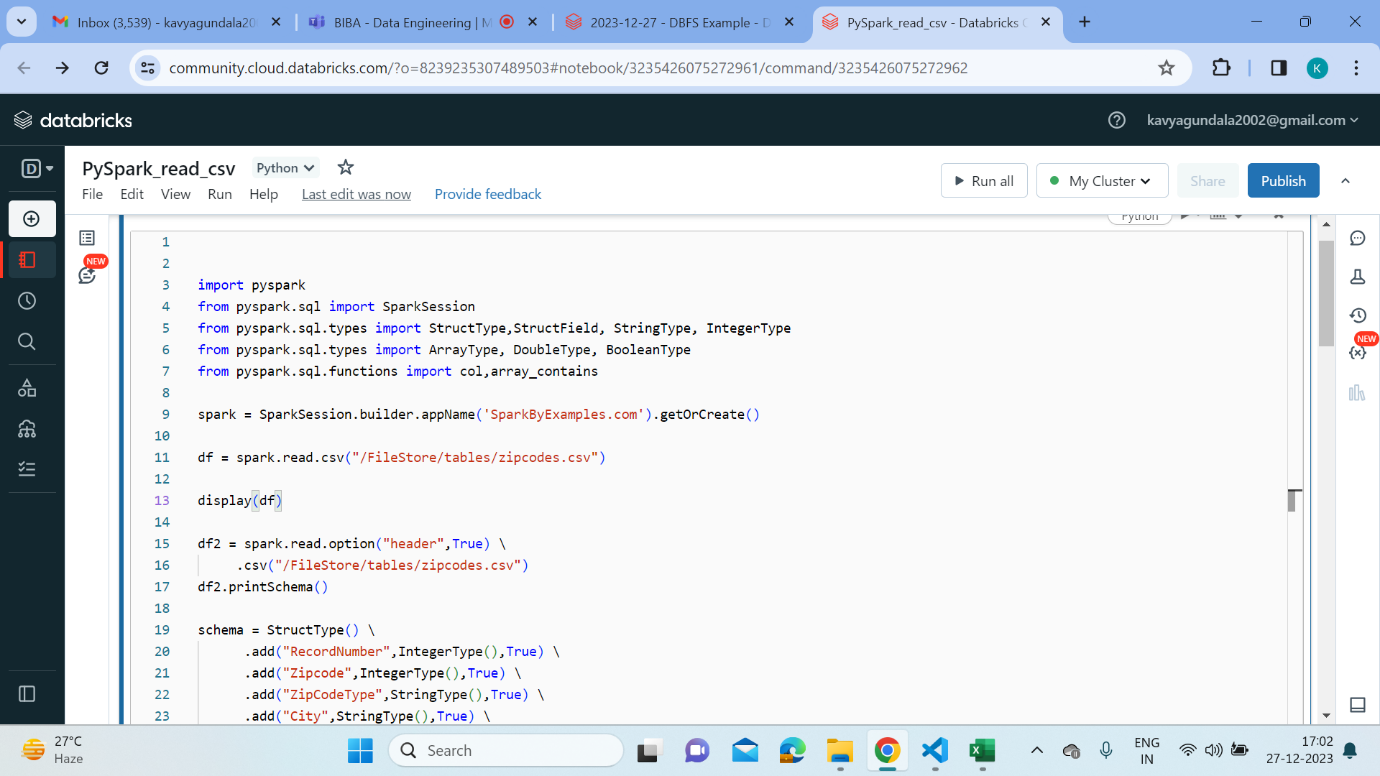 Inbox (3,539) - kavyagundala20
BIBA - Data Engineering | M
2023-12-27 - DBFS Example - D
PySpark_read_csv - Databricks C
community.cloud.databricks.com/?o=8239235307489503#notebook/3235426075272961/command/3235426075272962
K
databricks
kavyagundala2002@gmail.com
D
PySpark_read_csv
Python
File Edit View Run Help Last edit was now Provide feedback
Run all
My Cluster
Share
Publish
NEW
NEW
Python
1
2
3 import pyspark
4 from pyspark.sql import SparkSession
5 from pyspark.sql.types import StructType,StructField, StringType, IntegerType
6 from pyspark.sql.types import ArrayType, DoubleType, BooleanType
7 from pyspark.sql.functions import col,array_contains
8
9 spark = SparkSession.builder.appName('SparkByExamples.com').getOrCreate()
10
11 df = spark.read.csv("/FileStore/tables/zipcodes.csv")
12
13 display(df)
14
15 df2 = spark.read.option("header",True) \
16 .csv("/FileStore/tables/zipcodes.csv")
17 df2.printSchema()
18
19 schema = StructType() \
20 .add("RecordNumber",IntegerType(),True) \
21 .add("Zipcode",IntegerType(),True) \
22 .add("ZipCodeType",StringType(),True) \
23 .add("City",StringType(),True) \
27°C
Haze
Search
ENG
IN
17:02
27-12-2023